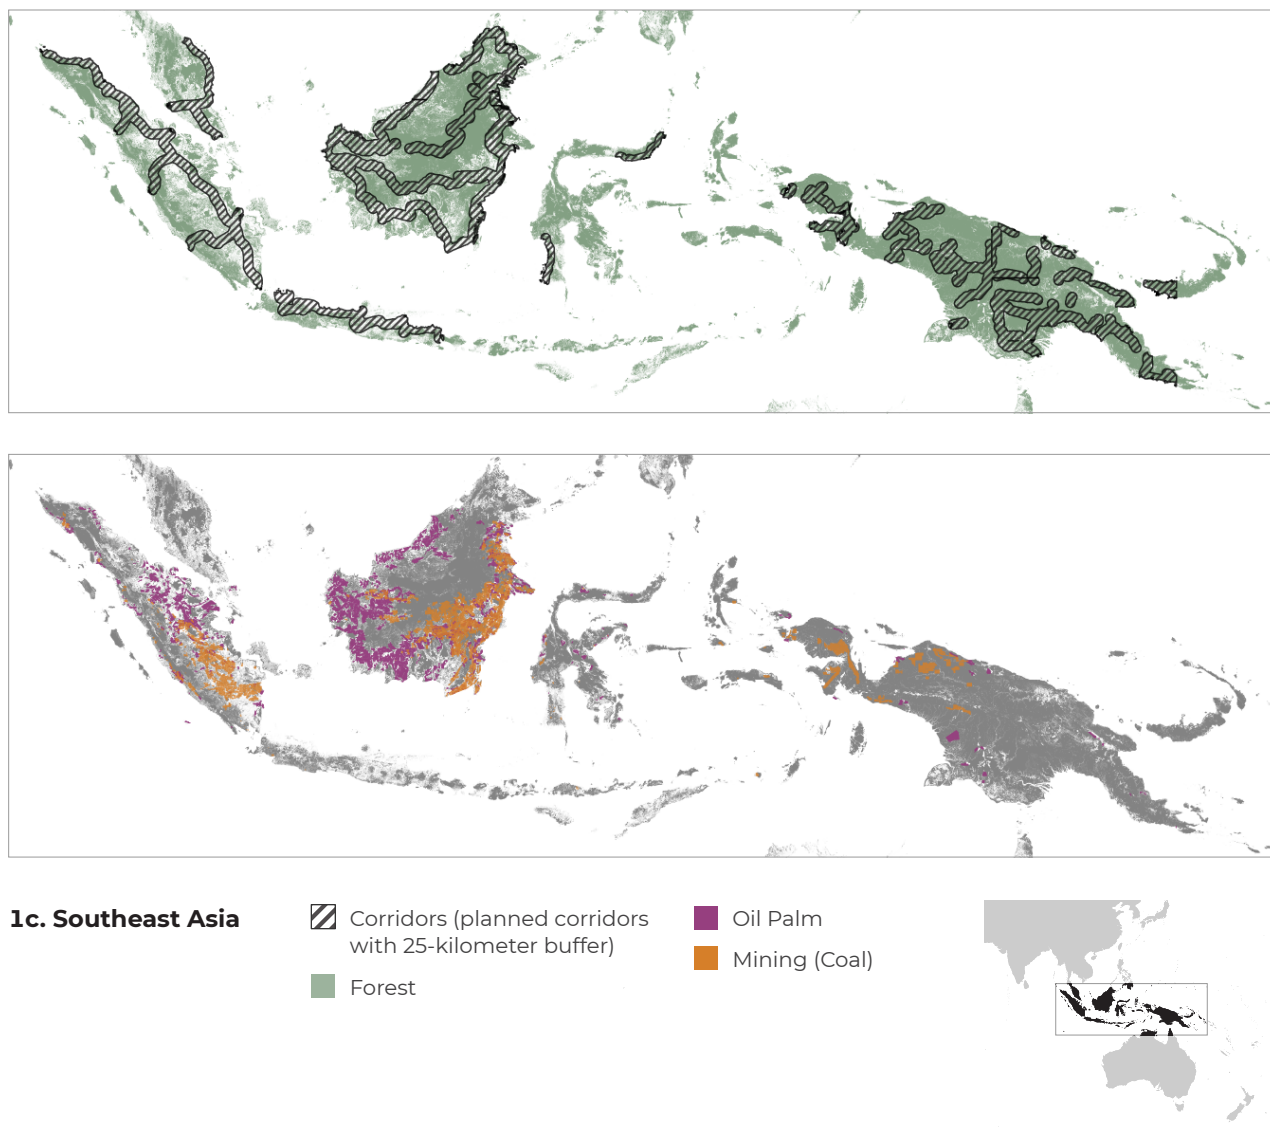 1c. Southeast Asia
Corridors (planned corridors
with 25-kilometer buffer)
Forest
Oil Palm
Mining (Coal)